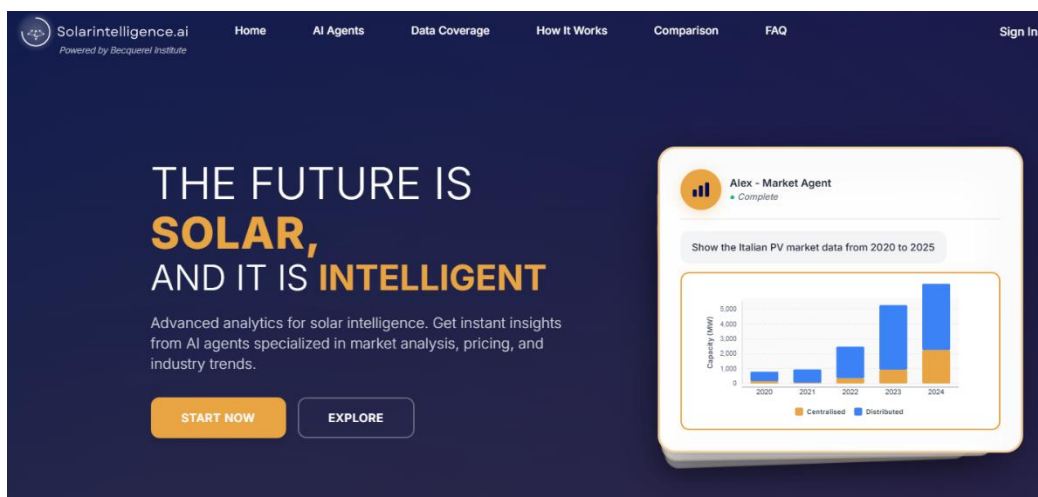 Solarintelligence.ai
Powered by Becquerel Institute
Home
AI Agents
Data Coverage
How It Works
Comparison
FAQ
Sign In
THE FUTURE IS
SOLAR,
AND IT IS INTELLIGENT
Advanced analytics for solar intelligence. Get instant insights
from AI agents specialized in market analysis, pricing, and
industry trends.
START NOW
EXPLORE
Alex - Market Agent
Complete
Show the Italian PV market data from 2020 to 2025
Capacity (MW)
5,000
4,000
3,000
2,000
1,000
0
2020 2021 2022 2023 2024
Centralised Distributed